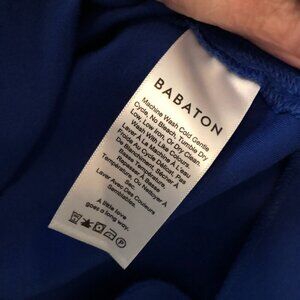 BABATON
Machine Wash Cold Gentle
Cycle, No Bleach, Tumble Dry
Low, Low Iron, Or Dry Clean.
Wash With Like Colours.
Laver À La Machine À L'eau
Froide Au Cycle Délicat, Pas
De Blanchiment, Sécher À
Basse Température,
Repasser À Basse
Température, Ou Nettoyer À
Sec.
Laver Avec Des Couleurs
Semblables.
A little love
goes a long way.